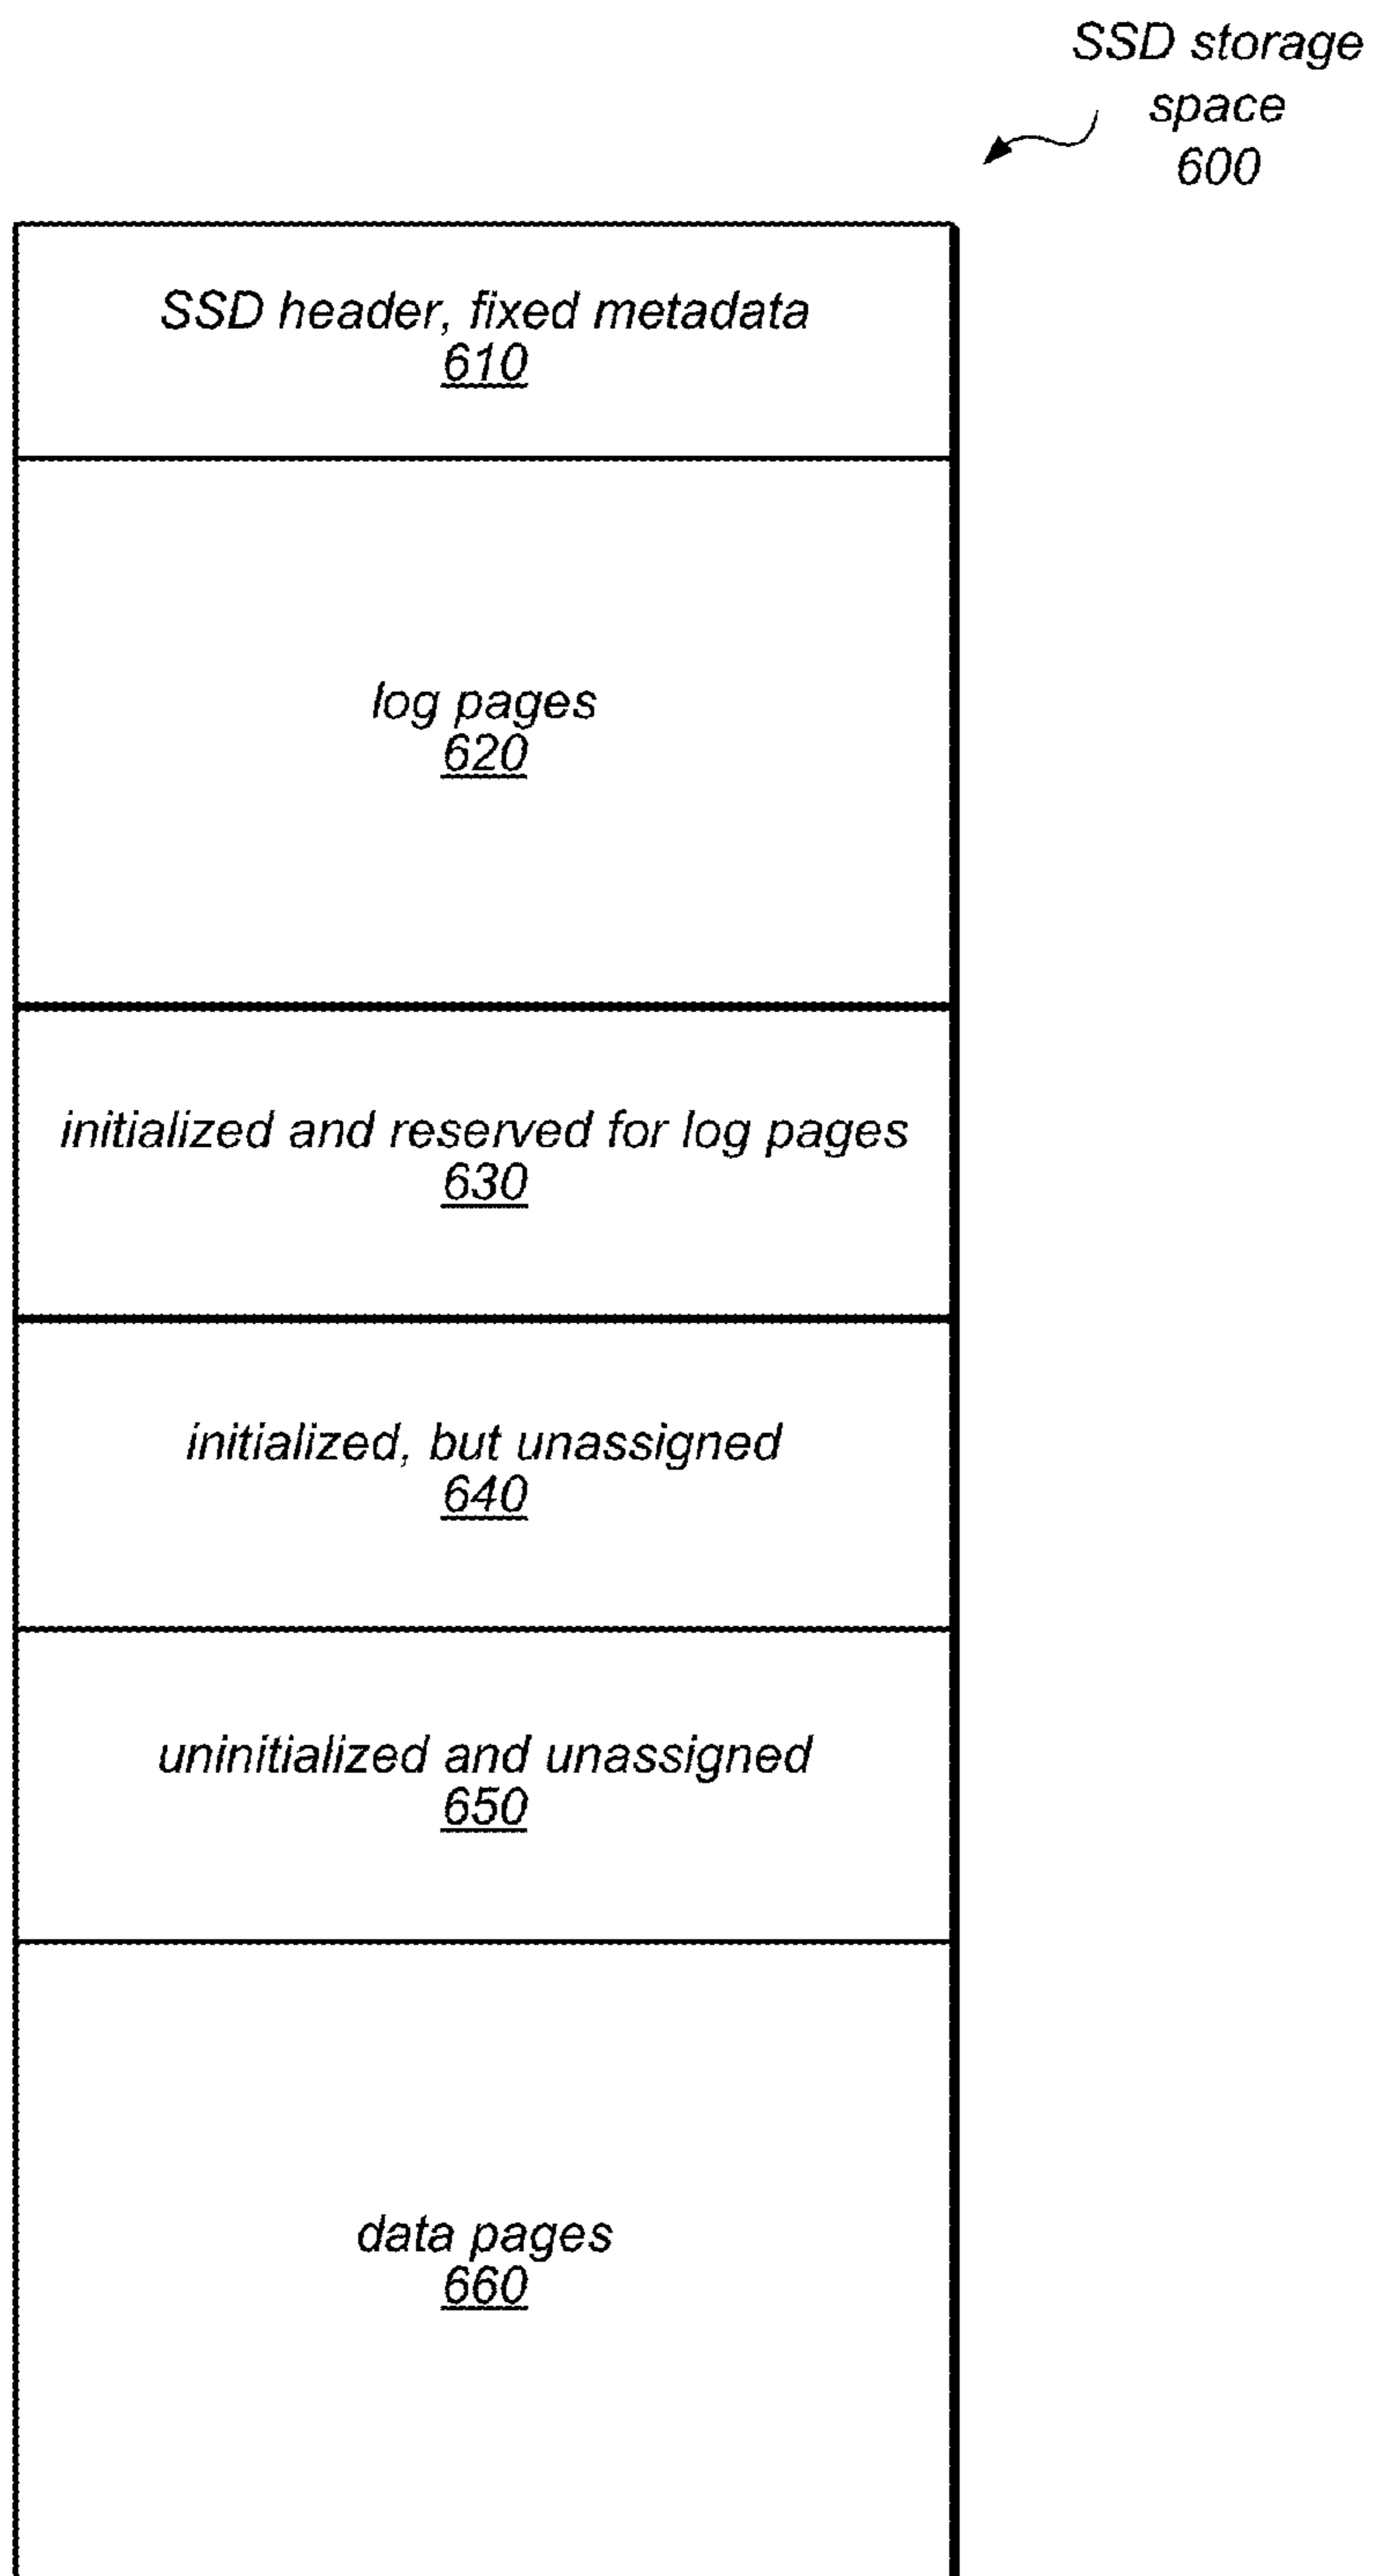 SSD storage
space
600
SSD header, fixed metadata
610
log pages
620
initialized and reserved for log pages
630
initialized, but unassigned
640
uninitialized and unassigned
650
data pages
660